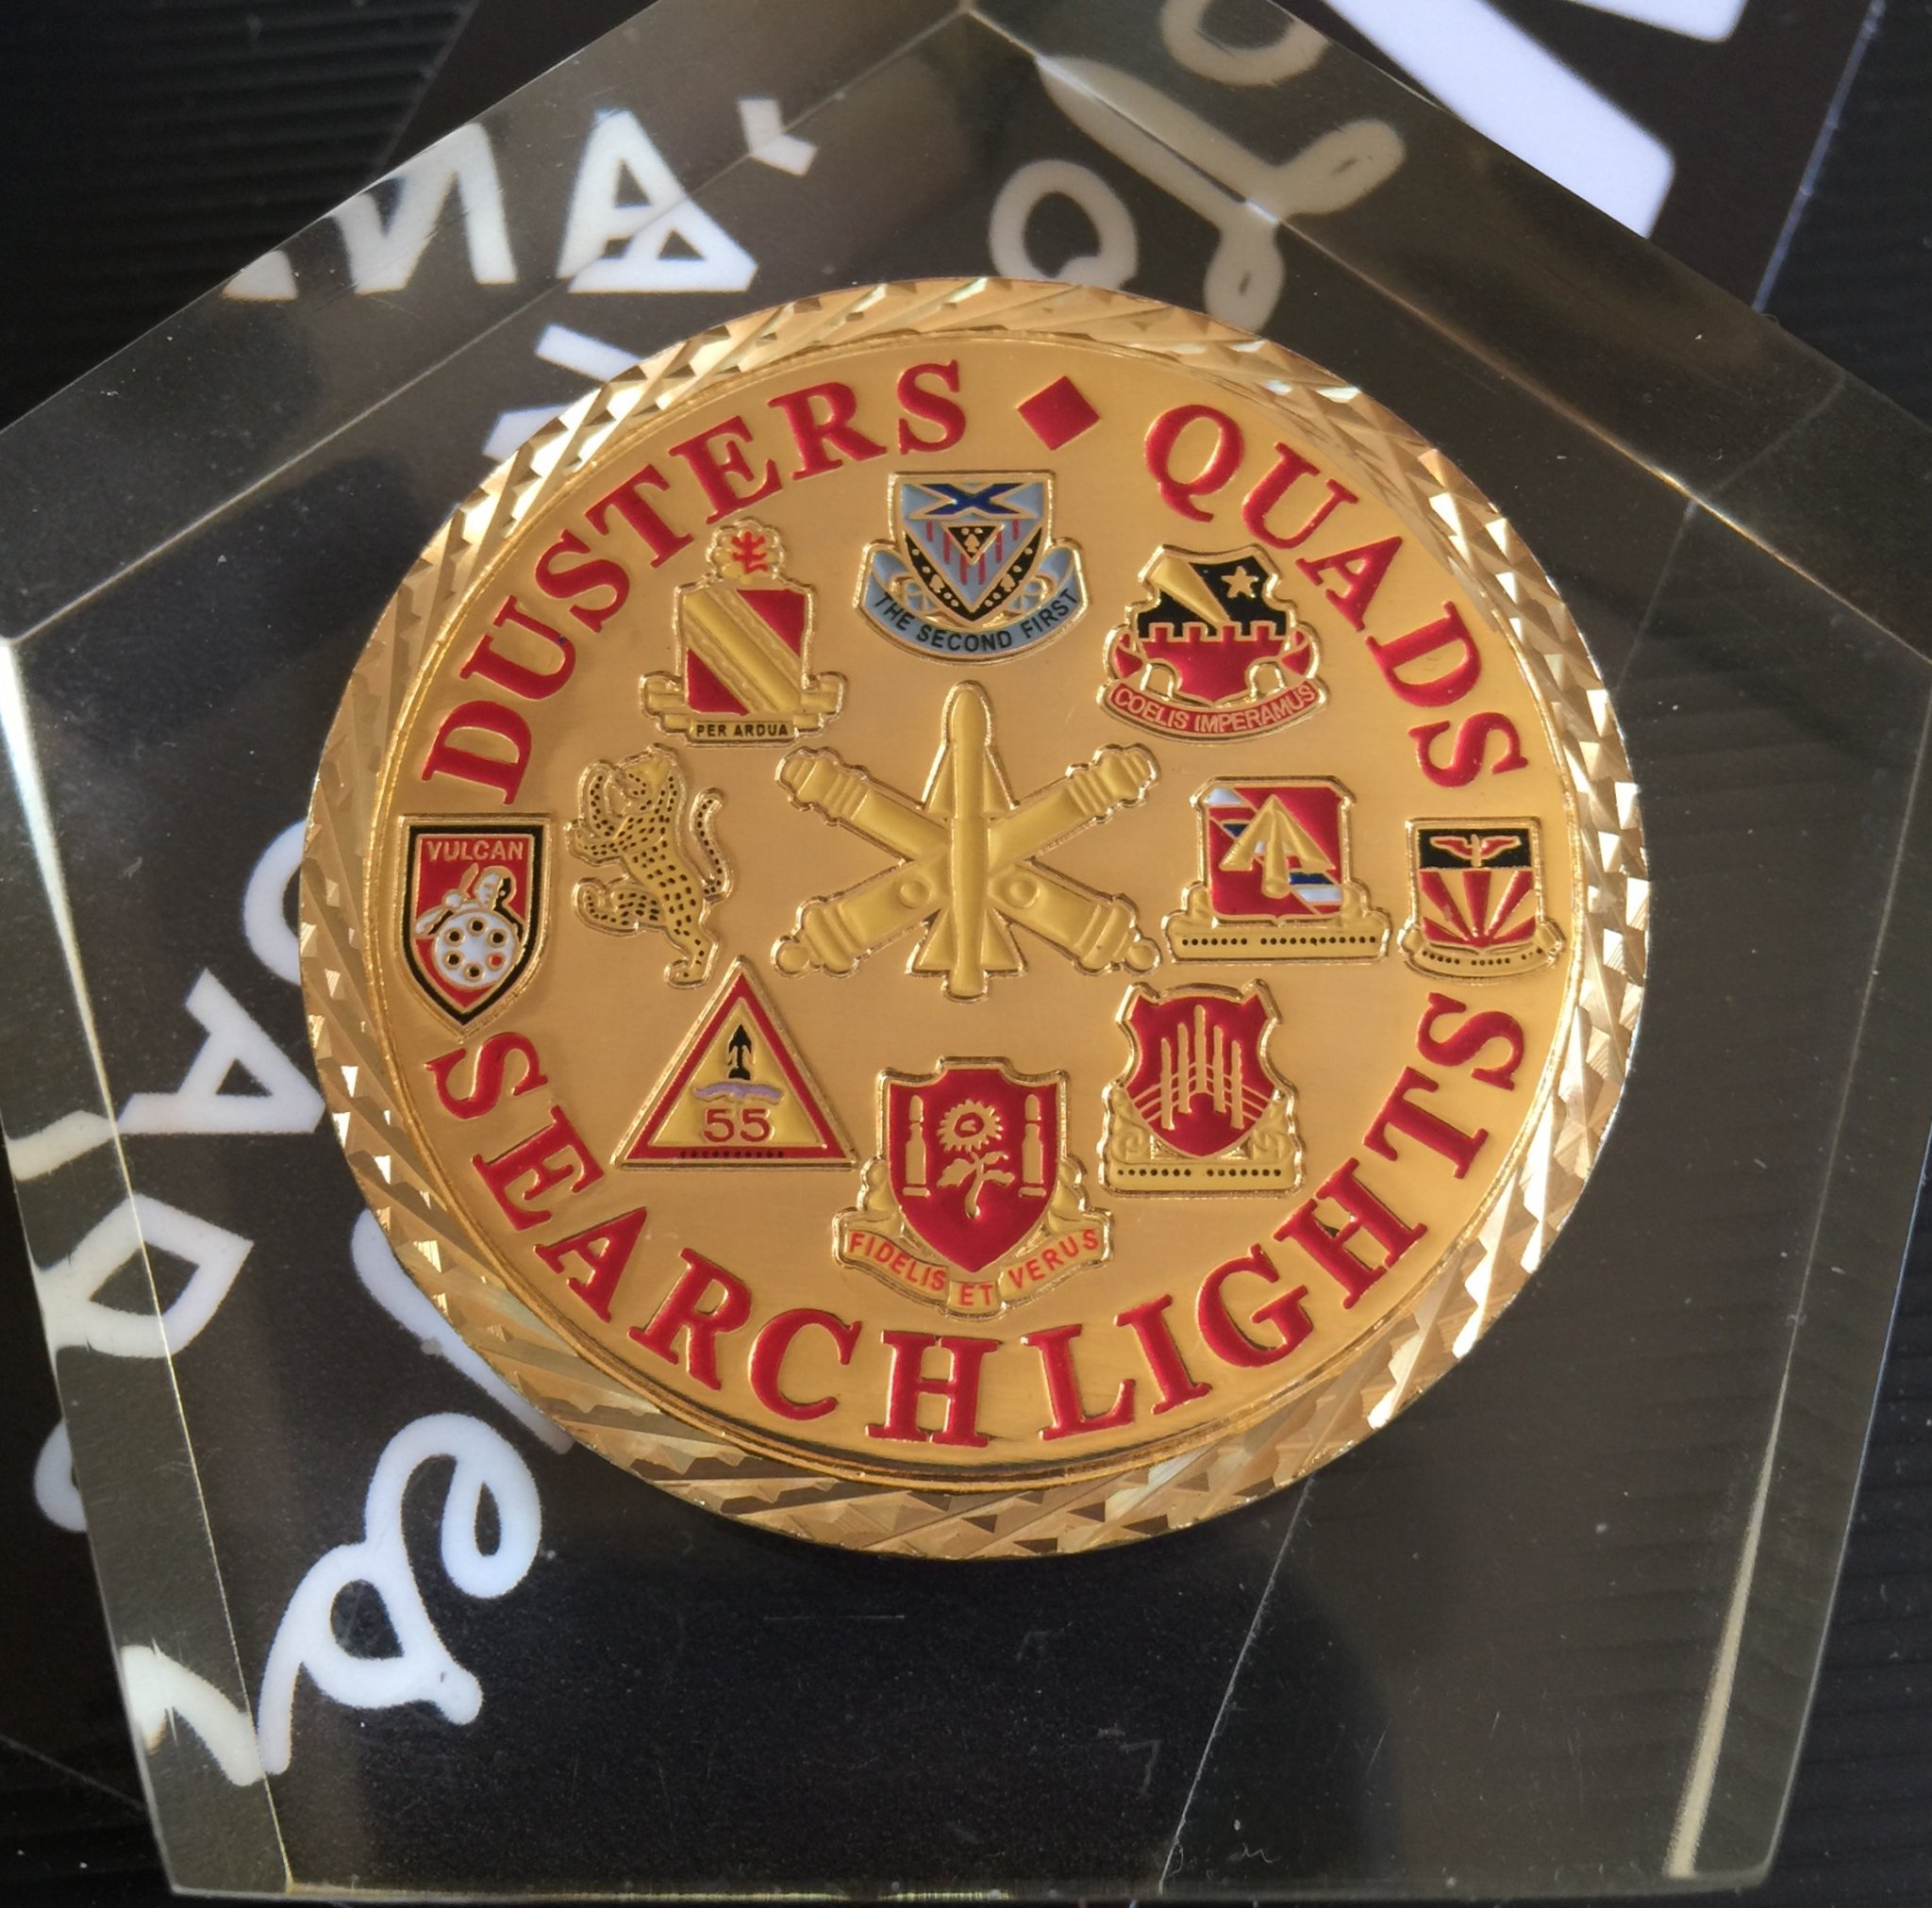 DUSTERS ◆ QUADS
THE SECOND FIRST
PER ARDUA
COELIS IMPERAMUS
VULCAN
55
FIDELIS ET VERUS
SEARCHLIGHTS